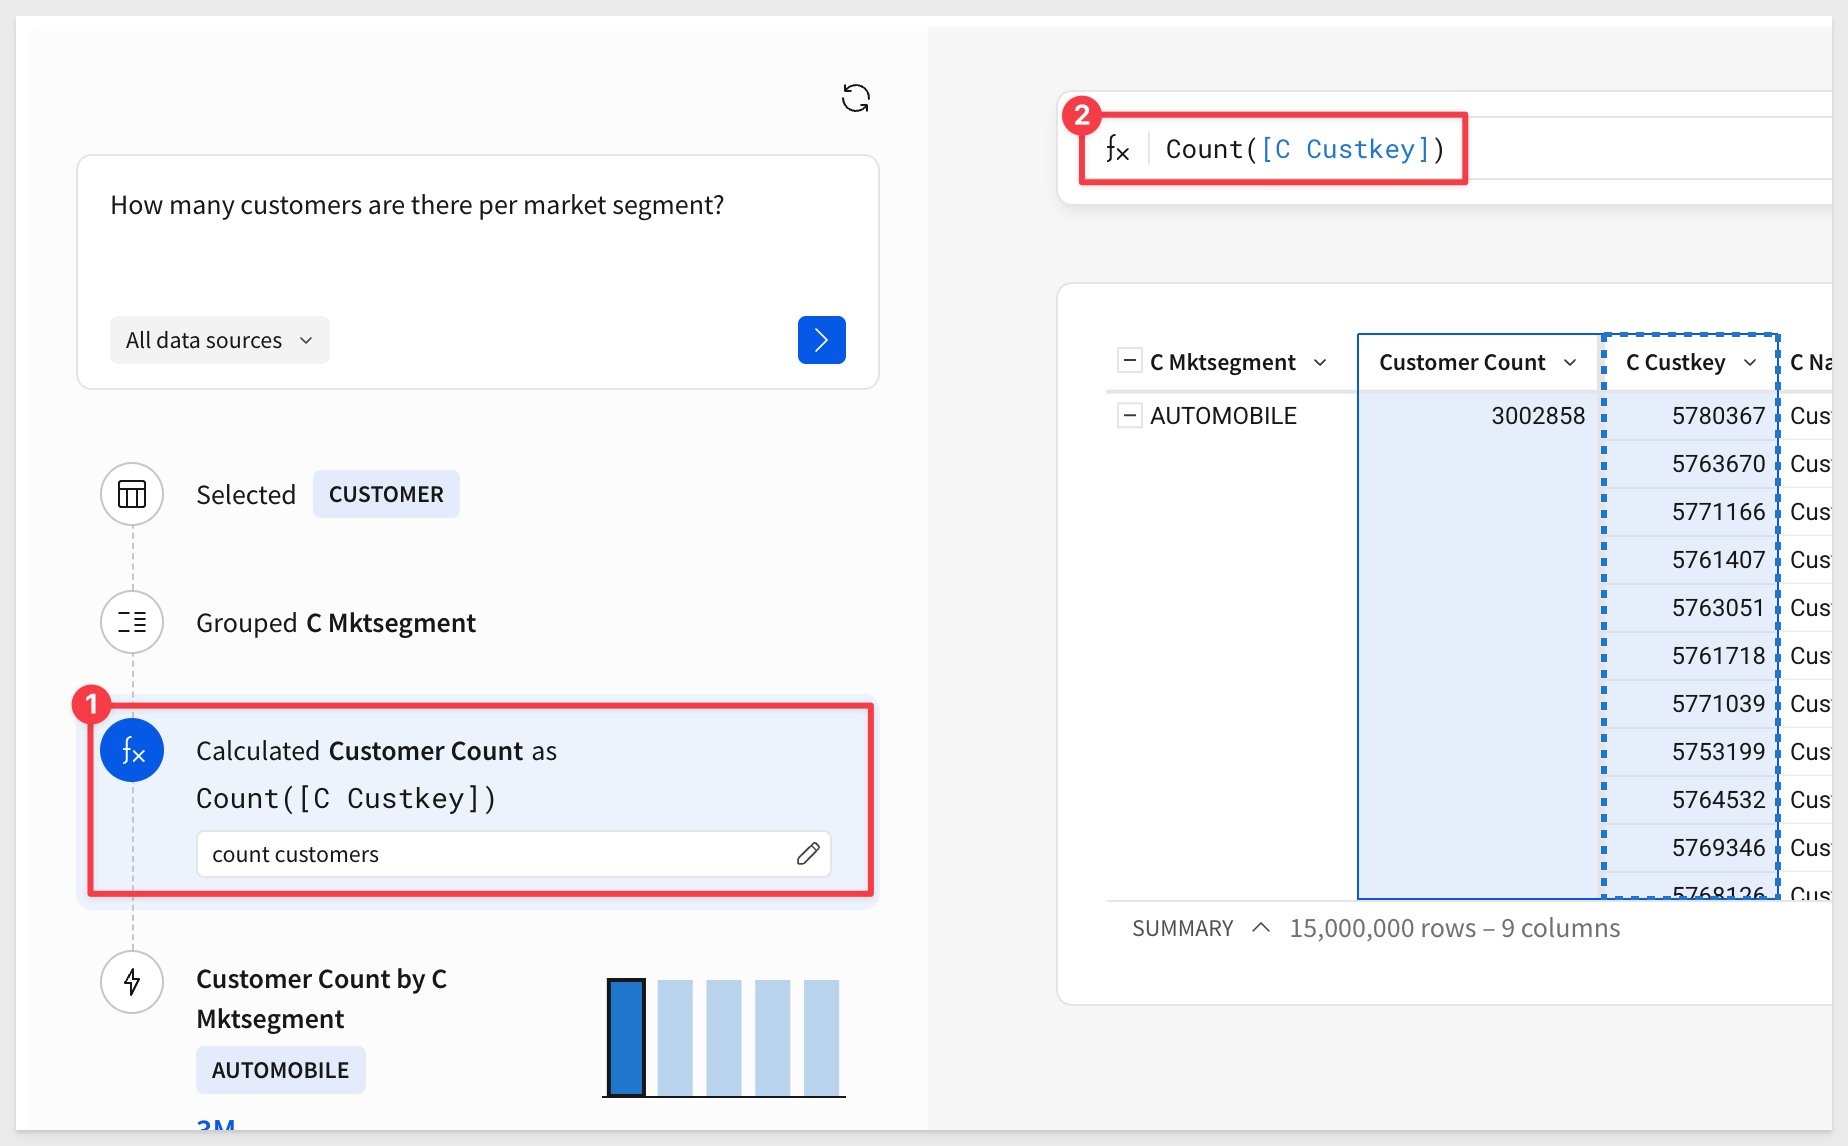 How many customers are there per market segment?
All data sources
Selected CUSTOMER
Grouped C Mktsegment
1
Calculated Customer Count as
Count([C Custkey])
count customers
Customer Count by C
Mktsegment
AUTOMOBILE
3M
2
fx Count([C Custkey])
C Mktsegment Customer Count C Custkey C Na
AUTOMOBILE 3002858 5780367 Cus
5763670 Cus
5771166 Cus
5761407 Cus
5763051 Cus
5761718 Cus
5771039 Cus
5753199 Cus
5764532 Cus
5769346 Cus
5768126 Cus
SUMMARY 15,000,000 rows – 9 columns